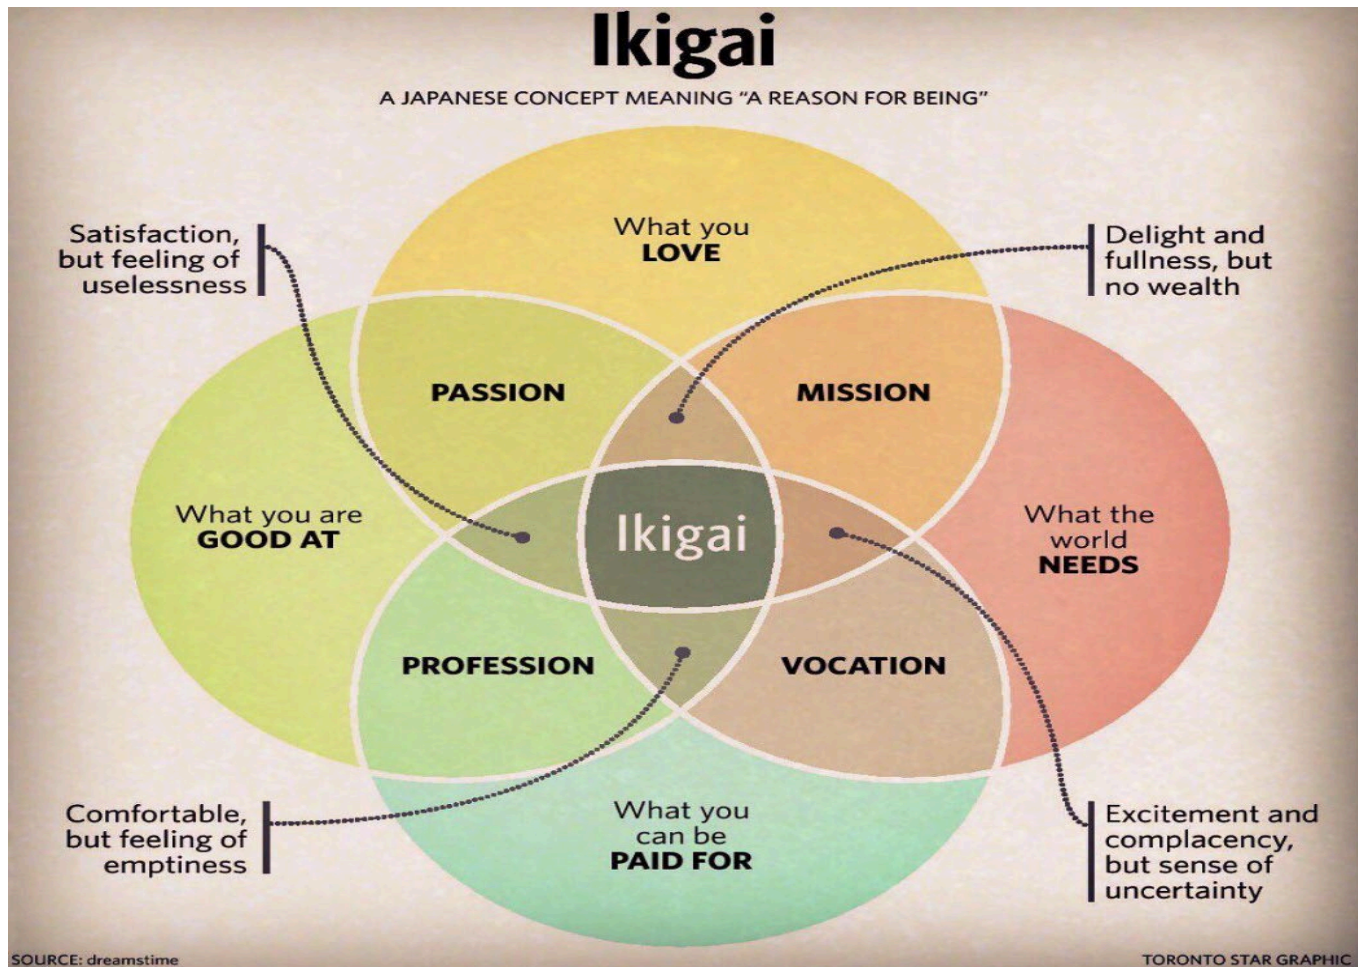 Ikigai
A JAPANESE CONCEPT MEANING “A REASON FOR BEING”
Satisfaction,
but feeling of
uselessness
What you
LOVE
Delight and
fullness, but
no wealth
PASSION
MISSION
What you are
GOOD AT
Ikigai
What the
world
NEEDS
PROFESSION
VOCATION
Comfortable,
but feeling of
emptiness
What you
can be
PAID FOR
Excitement and
complacency,
but sense of
uncertainty
SOURCE: dreamstime
TORONTO STAR GRAPHIC